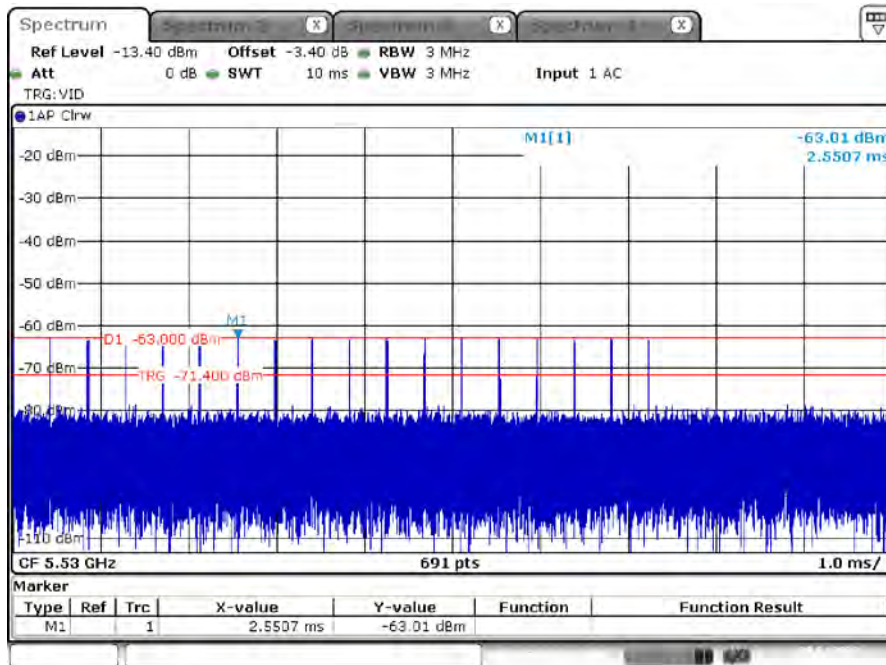 Spectrum
X
X
X
Ref Level -13.40 dBm Offset -3.40 dB RBW 3 MHz
Att 0 dB SWT 10 ms VBW 3 MHz Input 1 AC
TRG:VID
1AP Clrw
M1[1] -63.01 dBm
2.5507 ms
-20 dBm
-30 dBm
-40 dBm
-50 dBm
-60 dBm
M1
D1 -63.000 dBm
-70 dBm
TRG -71.400 dBm
-80 dBm
-110 dBm
CF 5.53 GHz 691 pts 1.0 ms/
Marker
Type Ref Trc X-value Y-value Function Function Result
M1 1 2.5507 ms -63.01 dBm